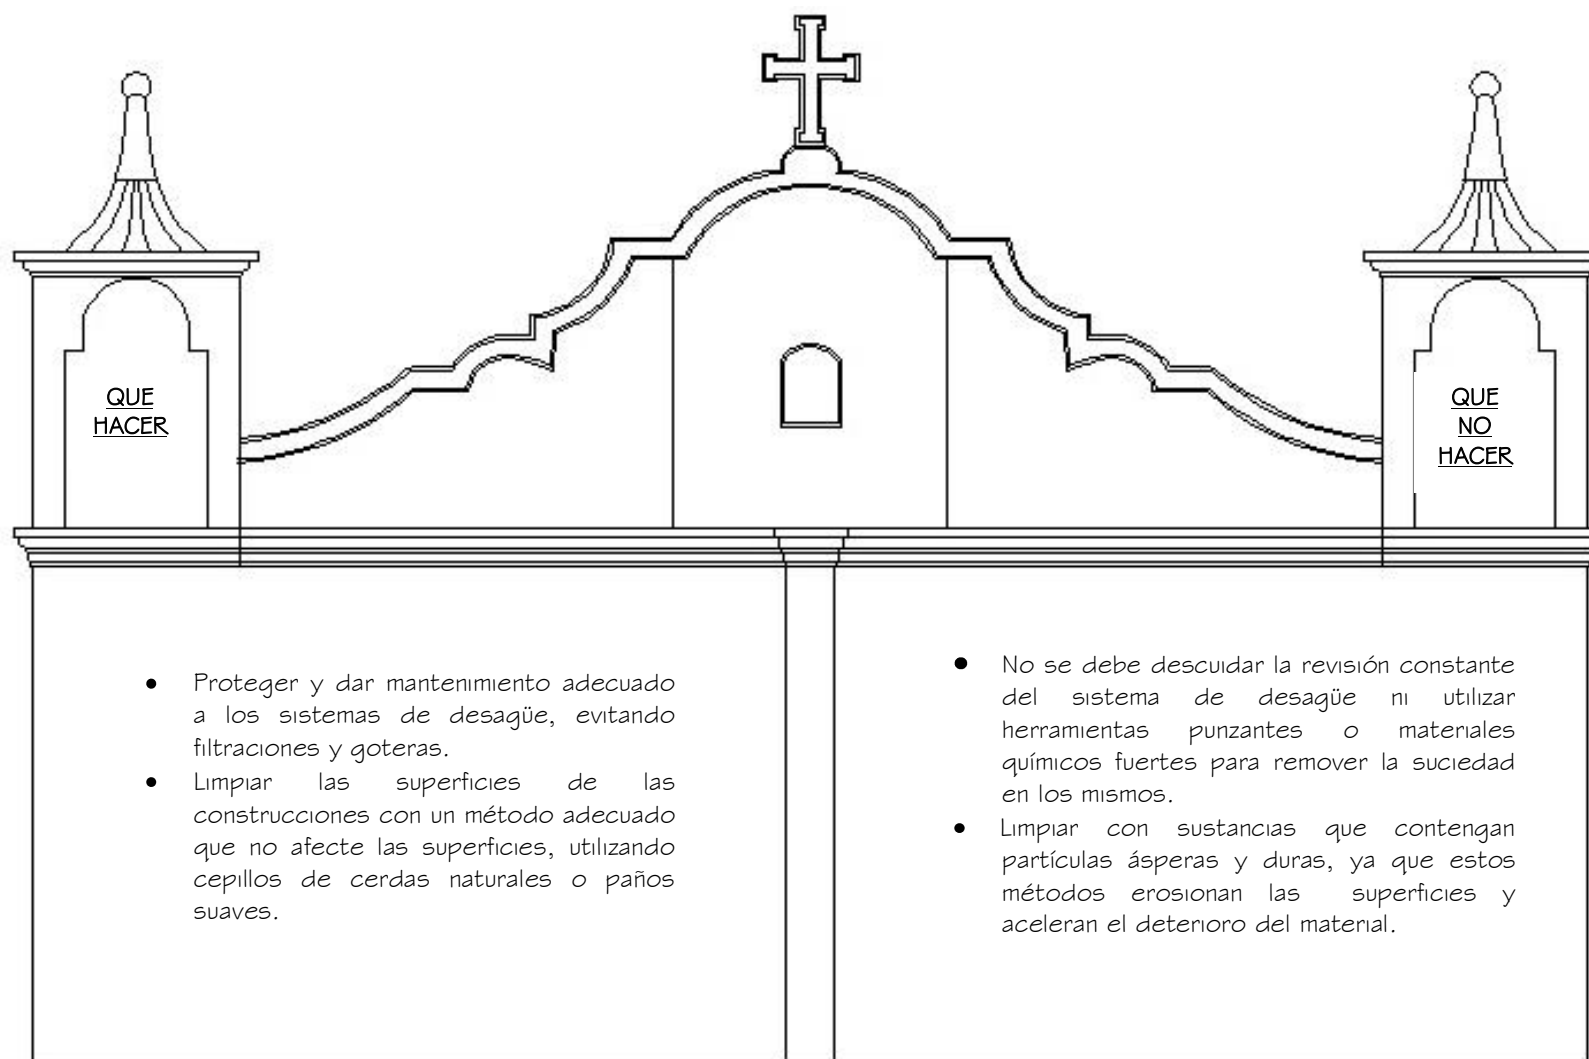 QUE
HACER
QUE
NO
HACER
• Proteger y dar mantenimiento adecuado
a los sistemas de desagüe, evitando
filtraciones y goteras.
• Limpiar las superficies de las
construcciones con un método adecuado
que no afecte las superficies, utilizando
cepillos de cerdas naturales o paños
suaves.
• No se debe descuidar la revisión constante
del sistema de desagüe ni utilizar
herramientas punzantes o materiales
químicos fuertes para remover la suciedad
en los mismos.
• Limpiar con sustancias que contengan
partículas ásperas y duras, ya que estos
métodos erosionan las superficies y
aceleran el deterioro del material.